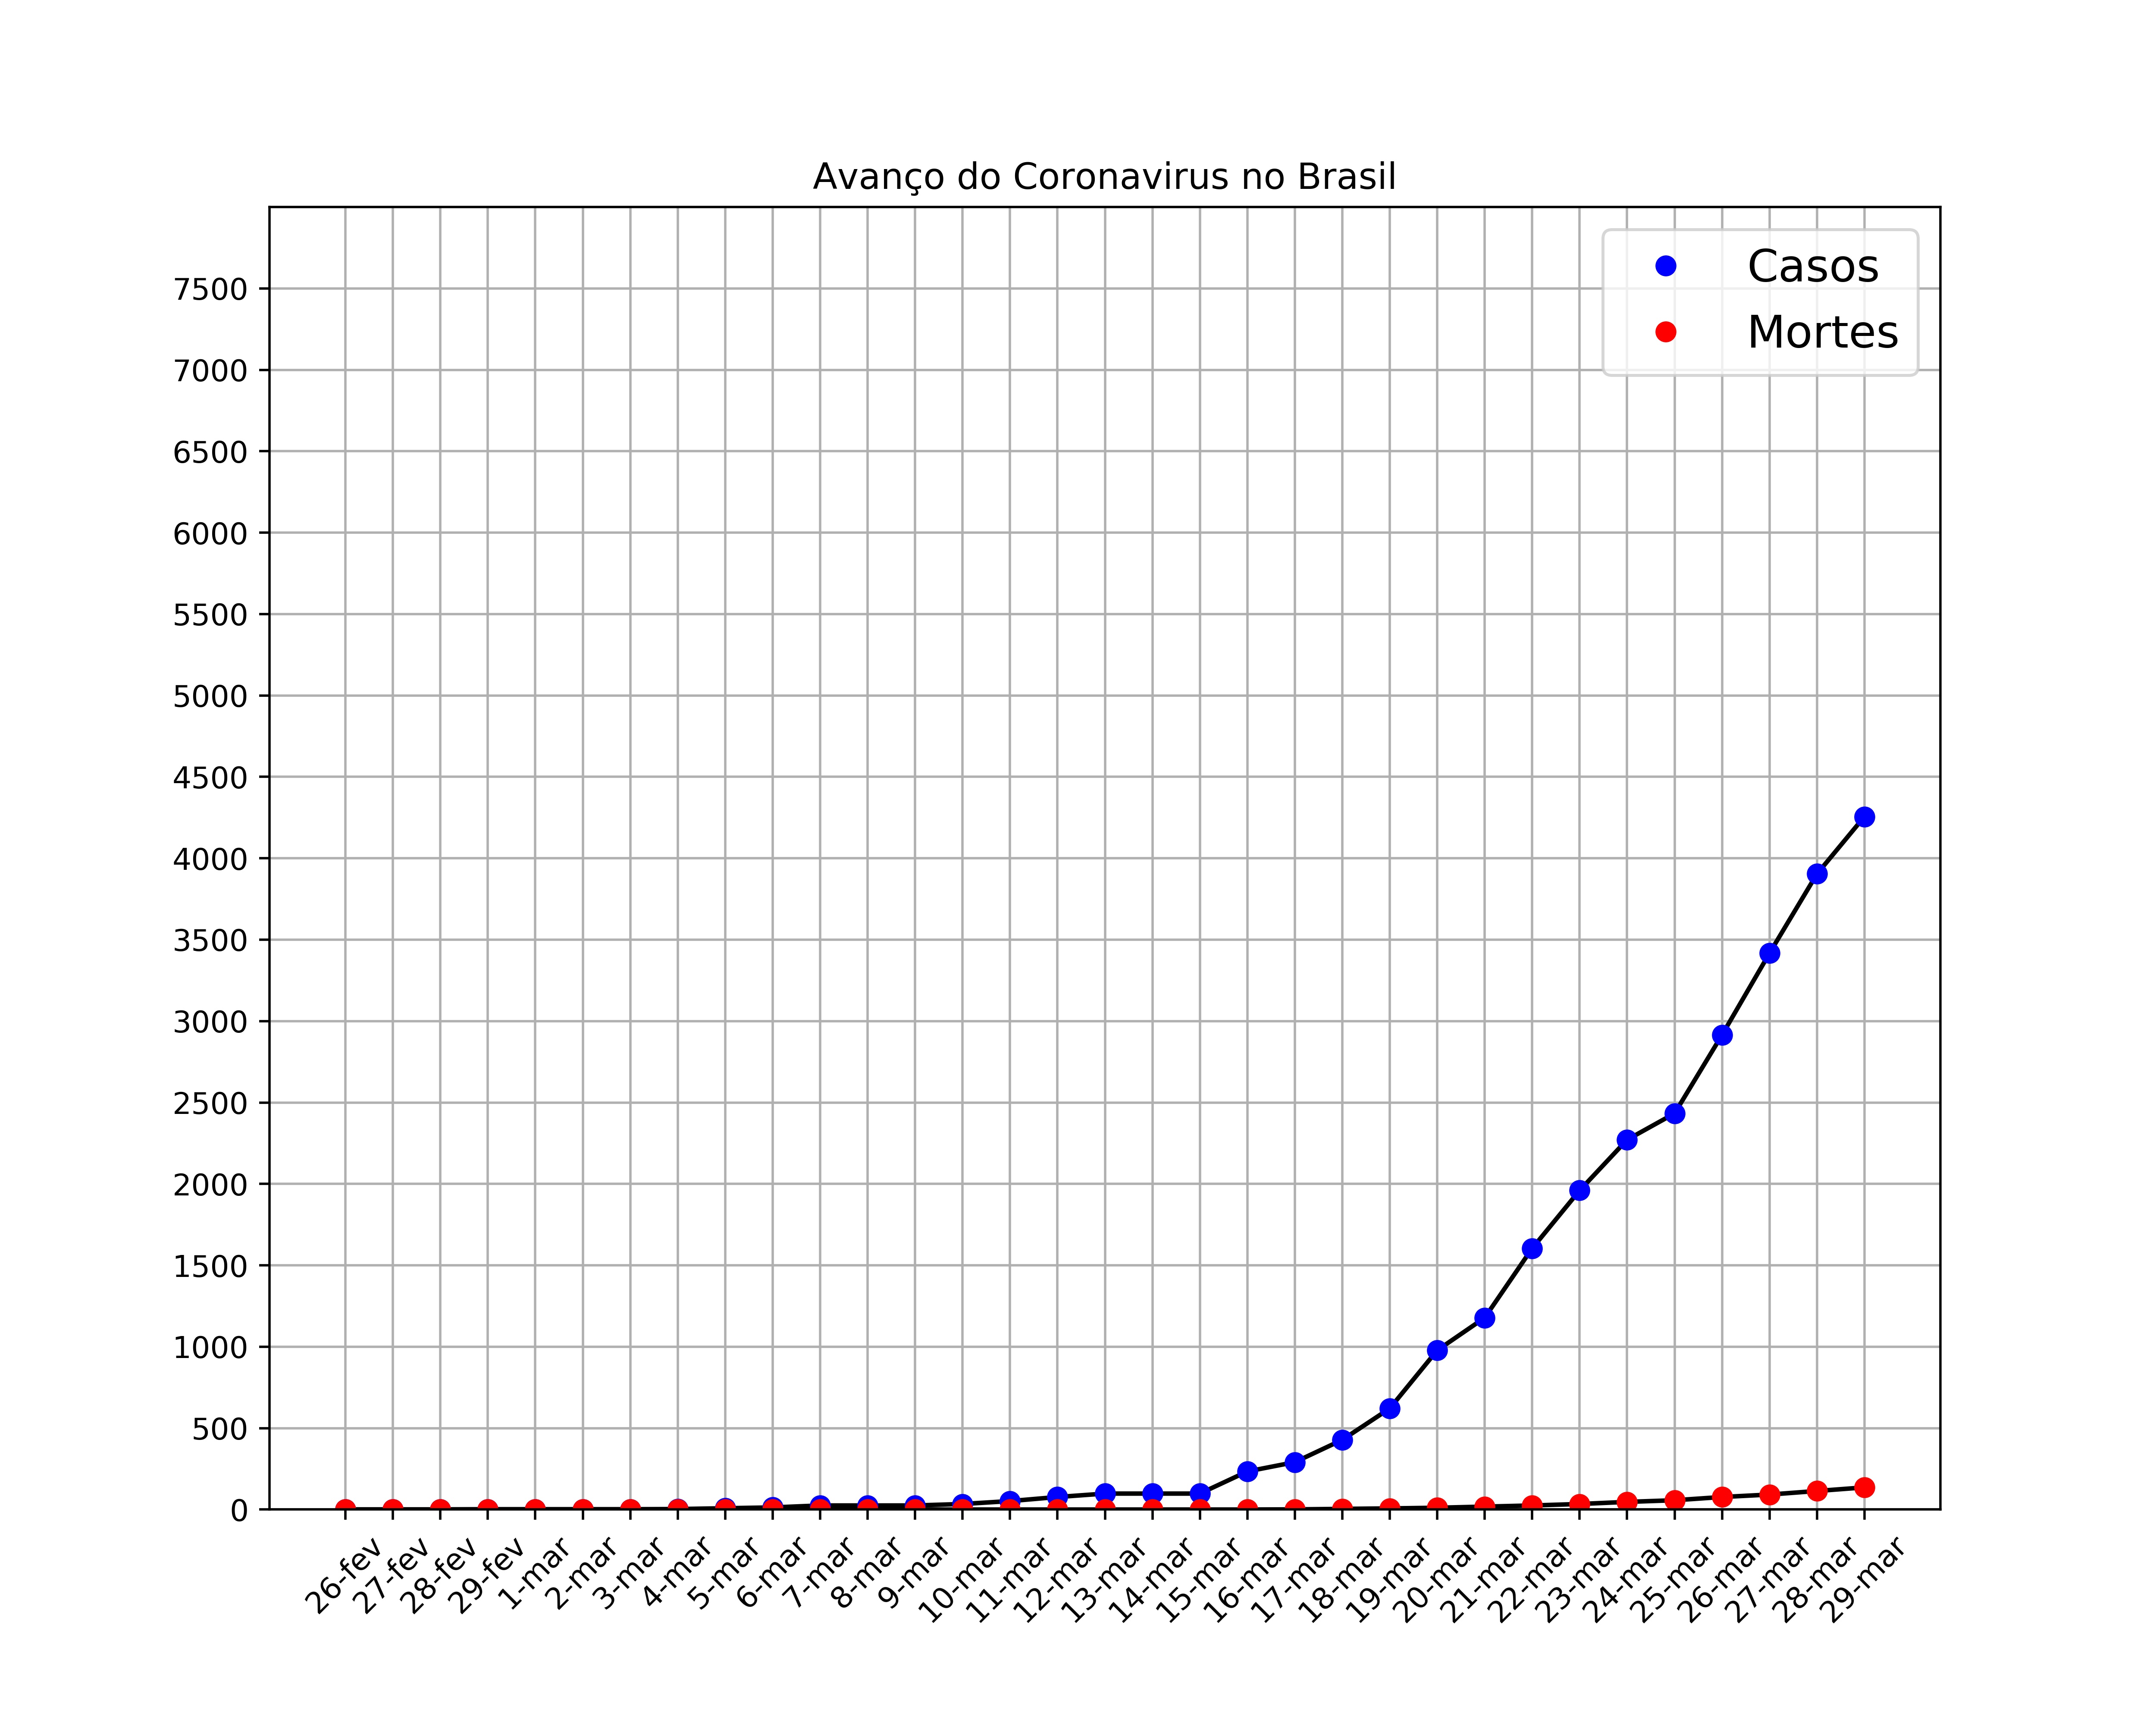 Avanço do Coronavirus no Brasil
Casos
Mortes
7500
7000
6500
6000
5500
5000
4500
4000
3500
3000
2500
2000
1500
1000
500
0
26-fev
27-fev
28-fev
29-fev
1-mar
2-mar
3-mar
4-mar
5-mar
6-mar
7-mar
8-mar
9-mar
10-mar
11-mar
12-mar
13-mar
14-mar
15-mar
16-mar
17-mar
18-mar
19-mar
20-mar
21-mar
22-mar
23-mar
24-mar
25-mar
26-mar
27-mar
28-mar
29-mar